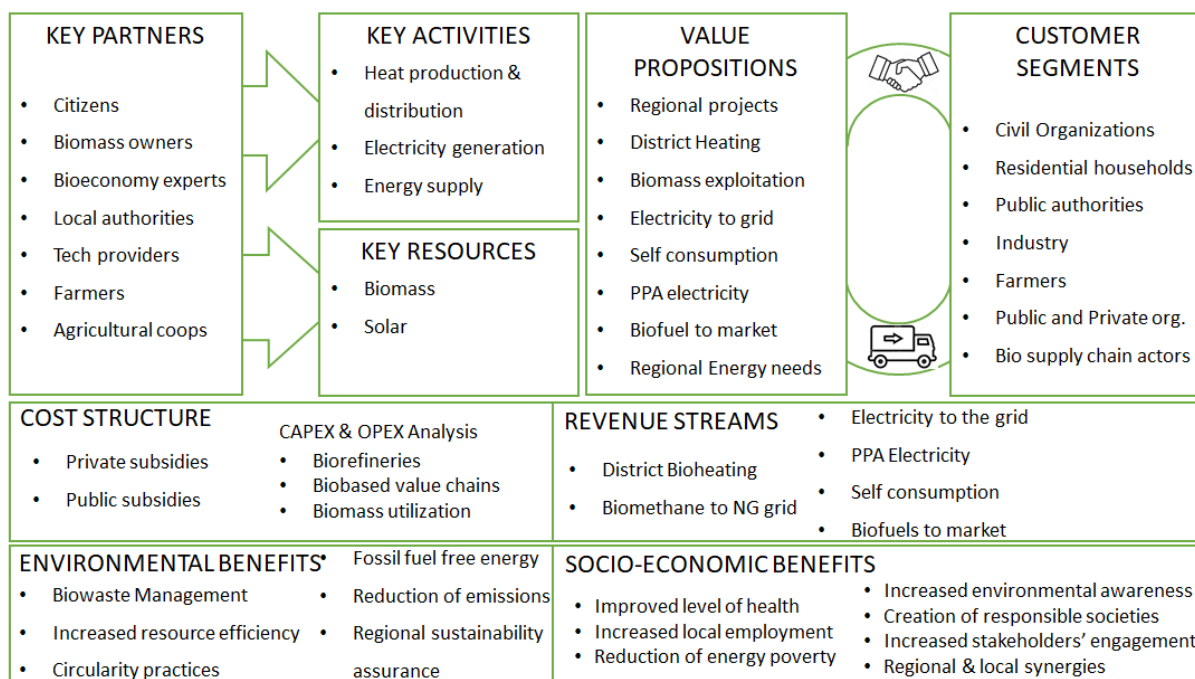 KEY PARTNERS
• Citizens
• Biomass owners
• Bioeconomy experts
• Local authorities
• Tech providers
• Farmers
• Agricultural coops
KEY ACTIVITIES
• Heat production &
distribution
• Electricity generation
• Energy supply
KEY RESOURCES
• Biomass
• Solar
VALUE
PROPOSITIONS
• Regional projects
• District Heating
• Biomass exploitation
• Electricity to grid
• Self consumption
• PPA electricity
• Biofuel to market
• Regional Energy needs
CUSTOMER
SEGMENTS
• Civil Organizations
• Residential households
• Public authorities
• Industry
• Farmers
• Public and Private org.
• Bio supply chain actors
COST STRUCTURE
• Private subsidies
• Public subsidies
CAPEX & OPEX Analysis
• Biorefineries
• Biobased value chains
• Biomass utilization
REVENUE STREAMS
• District Bioheating
• Biomethane to NG grid
• Electricity to the grid
• PPA Electricity
• Self consumption
• Biofuels to market
ENVIRONMENTAL BENEFITS
• Biowaste Management
• Increased resource efficiency
• Circularity practices
• Fossil fuel free energy
• Reduction of emissions
• Regional sustainability
assurance
SOCIO-ECONOMIC BENEFITS
• Improved level of health
• Increased local employment
• Reduction of energy poverty
• Increased environmental awareness
• Creation of responsible societies
• Increased stakeholders' engagement
• Regional & local synergies